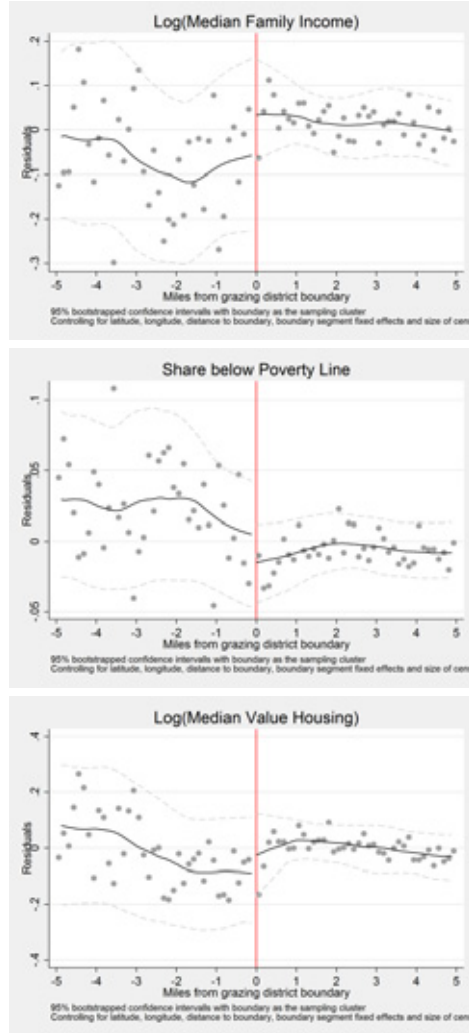 Log(Median Family Income)
Residuals
.2
.1
0
-.1
-.2
-.3
-5 -4 -3 -2 -1 0 1 2 3 4 5
Miles from grazing district boundary
95% bootstrapped confidence intervals with boundary as the sampling cluster
Controlling for latitude, longitude, distance to boundary, boundary segment fixed effects and size of cen
Share below Poverty Line
Residuals
.1
.05
0
-.05
-5 -4 -3 -2 -1 0 1 2 3 4 5
Miles from grazing district boundary
95% bootstrapped confidence intervals with boundary as the sampling cluster
Controlling for latitude, longitude, distance to boundary, boundary segment fixed effects and size of cen
Log(Median Value Housing)
Residuals
.4
.2
0
-.2
-.4
-5 -4 -3 -2 -1 0 1 2 3 4 5
Miles from grazing district boundary
95% bootstrapped confidence intervals with boundary as the sampling cluster
Controlling for latitude, longitude, distance to boundary, boundary segment fixed effects and size of cen